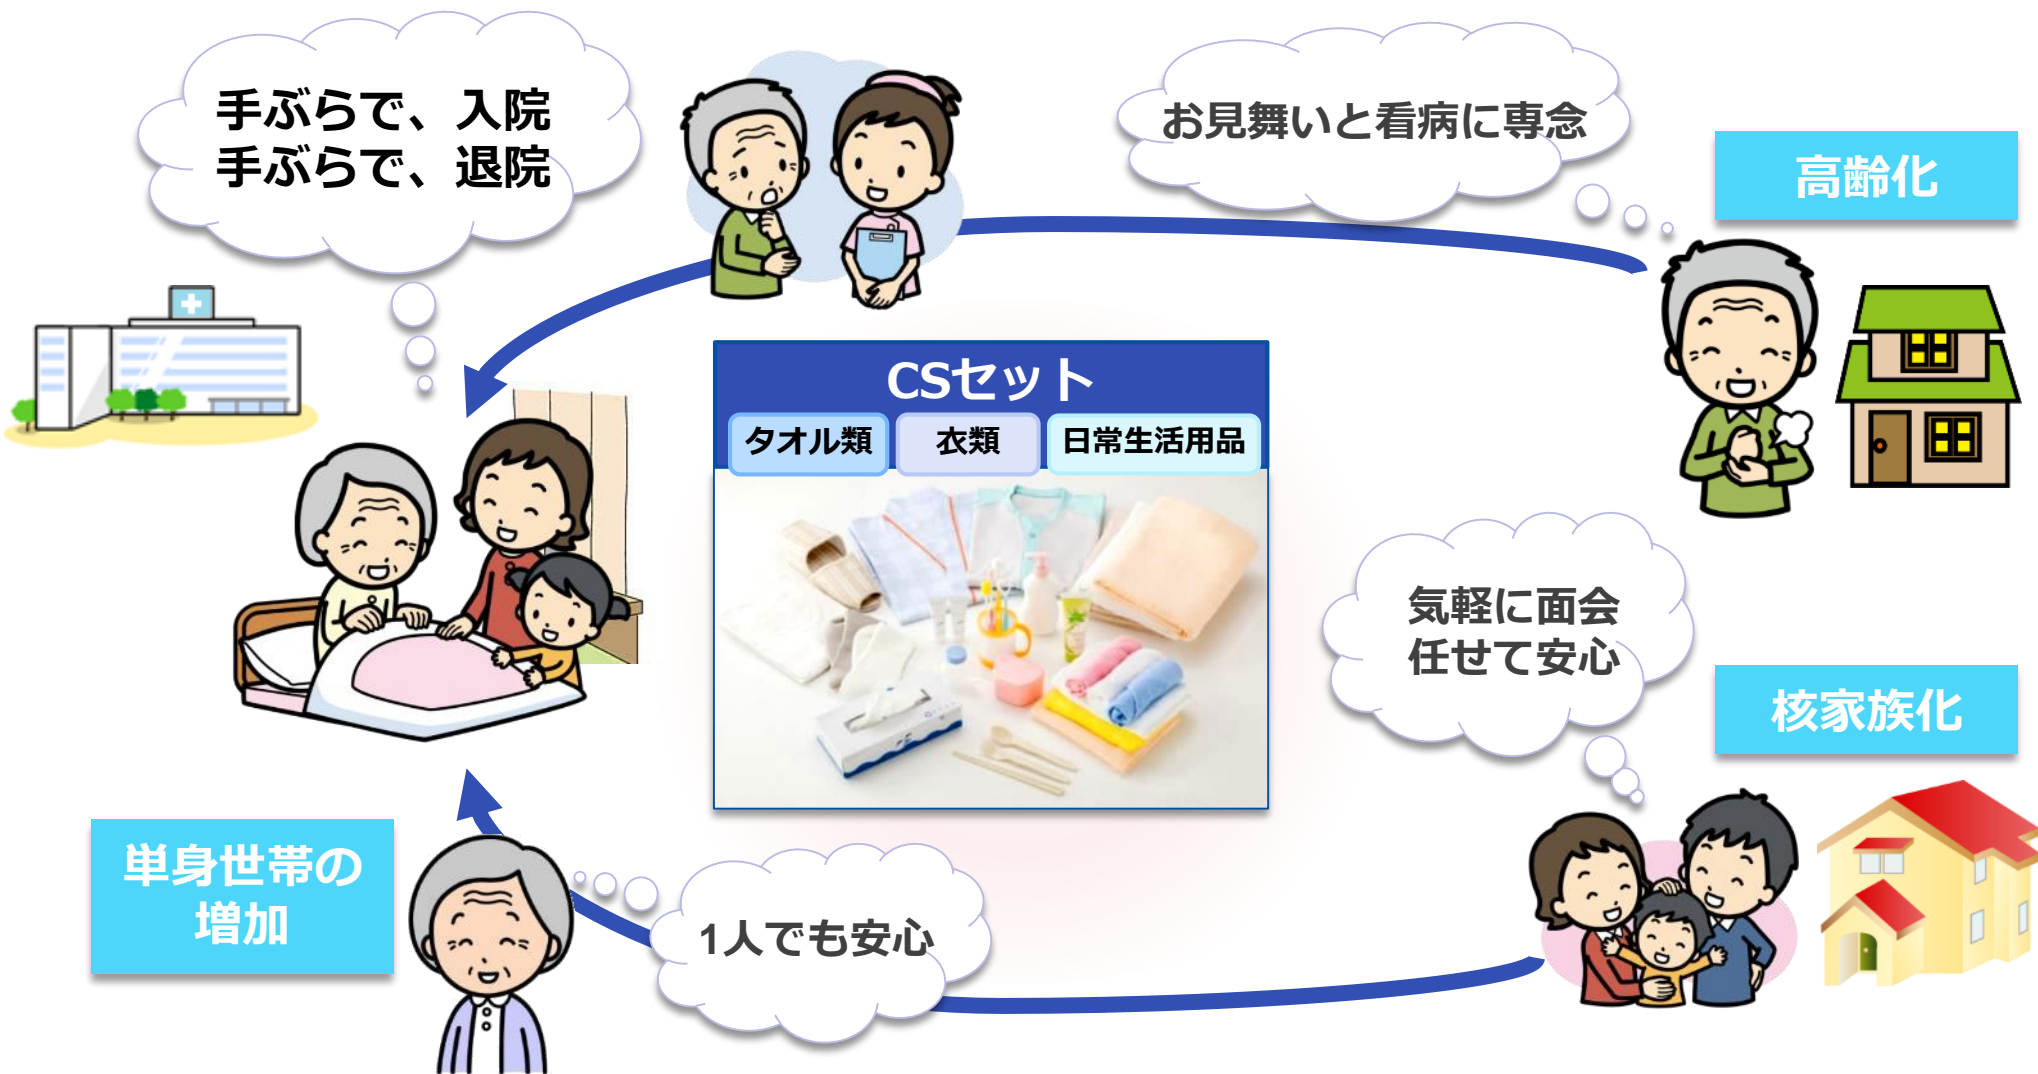 手ぶらで、入院
手ぶらで、退院
お見舞いと看病に専念
高齢化
CSセット
タオル類
衣類
日常生活用品
気軽に面会
任せて安心
核家族化
単身世帯の
増加
1人でも安心